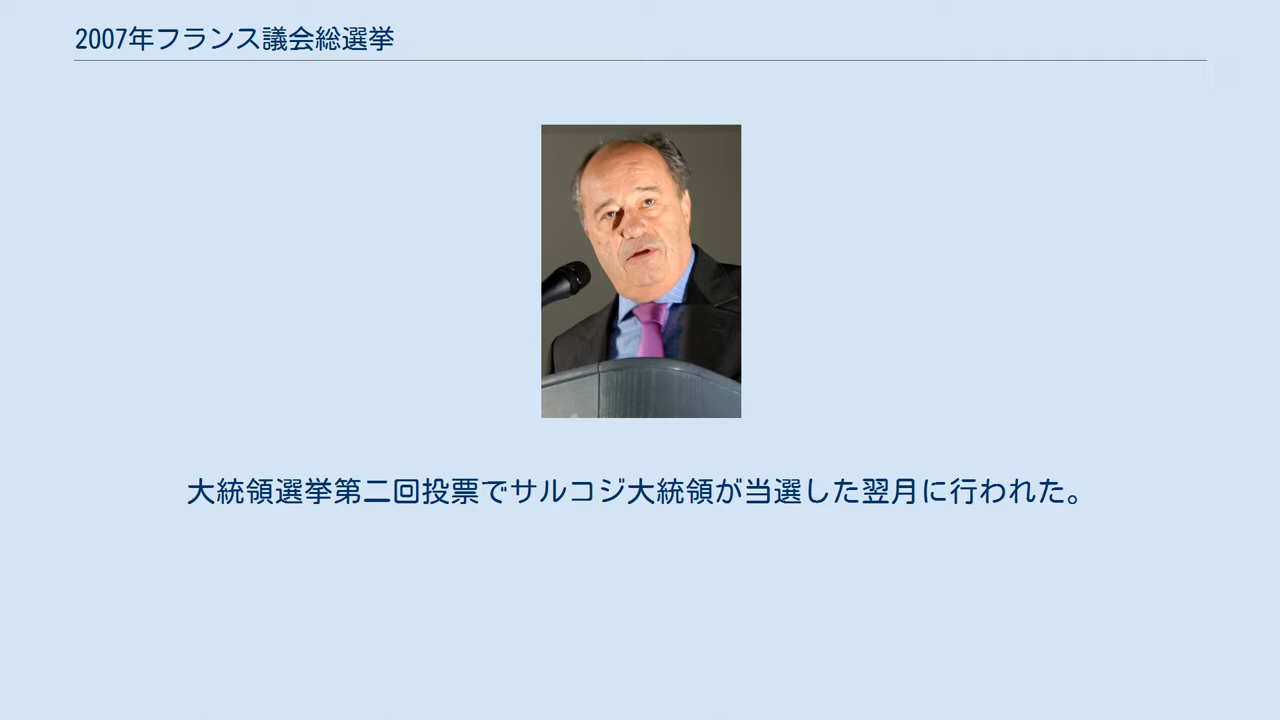 2007年フランス議会総選挙
大統領選挙第二回投票でサルコジ大統領が当選した翌月に行われた。